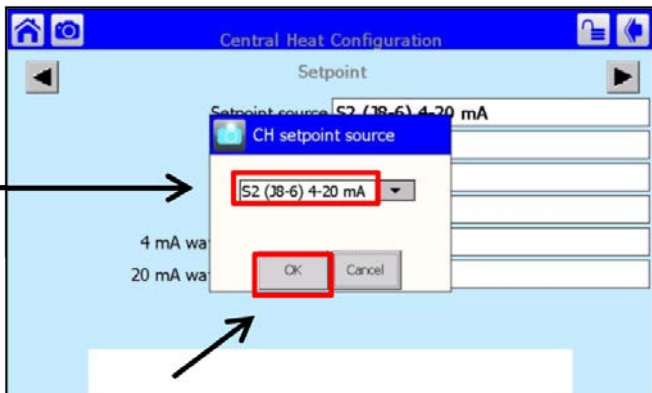 Central Heat Configuration
Setpoint
Setpoint source S2 (J8-6) 4-20 mA
CH setpoint source
S2 (J8-6) 4-20 mA
4 mA wa
20 mA wa
OK Cancel